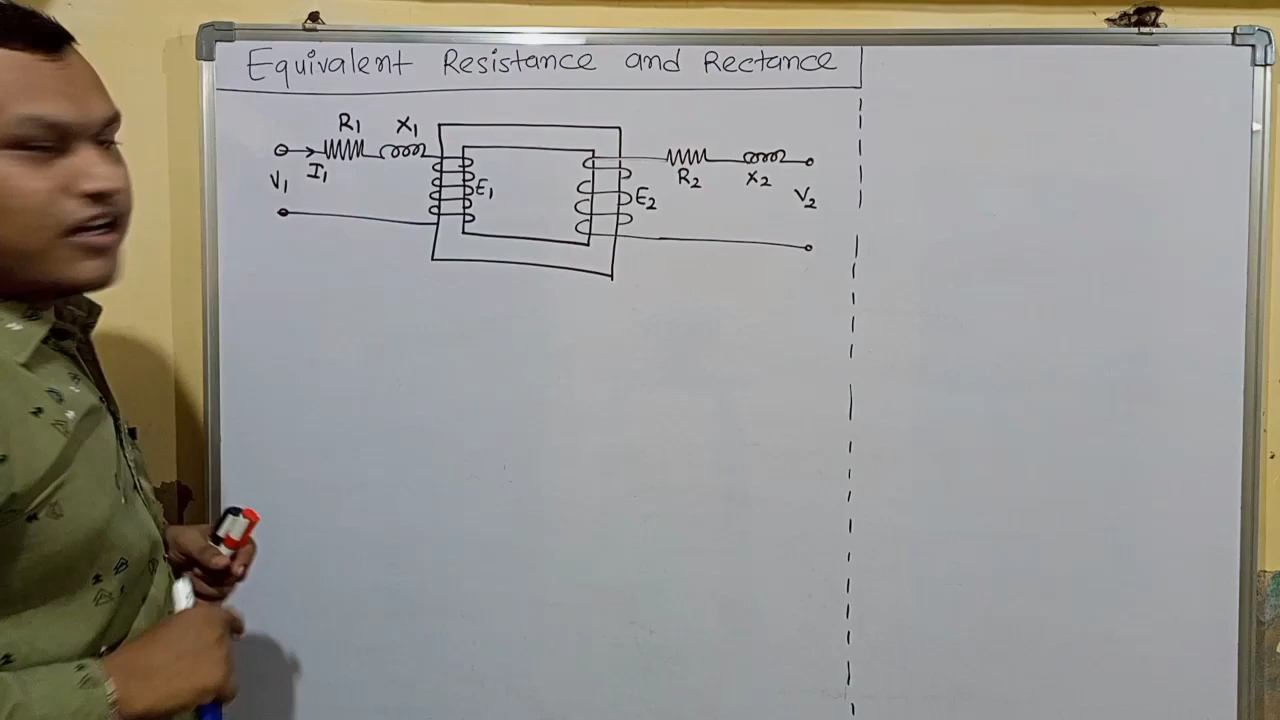 Equivalent Resistance and Rectance
R1 X1
I1
V1
E1
E2
R2 X2
V2